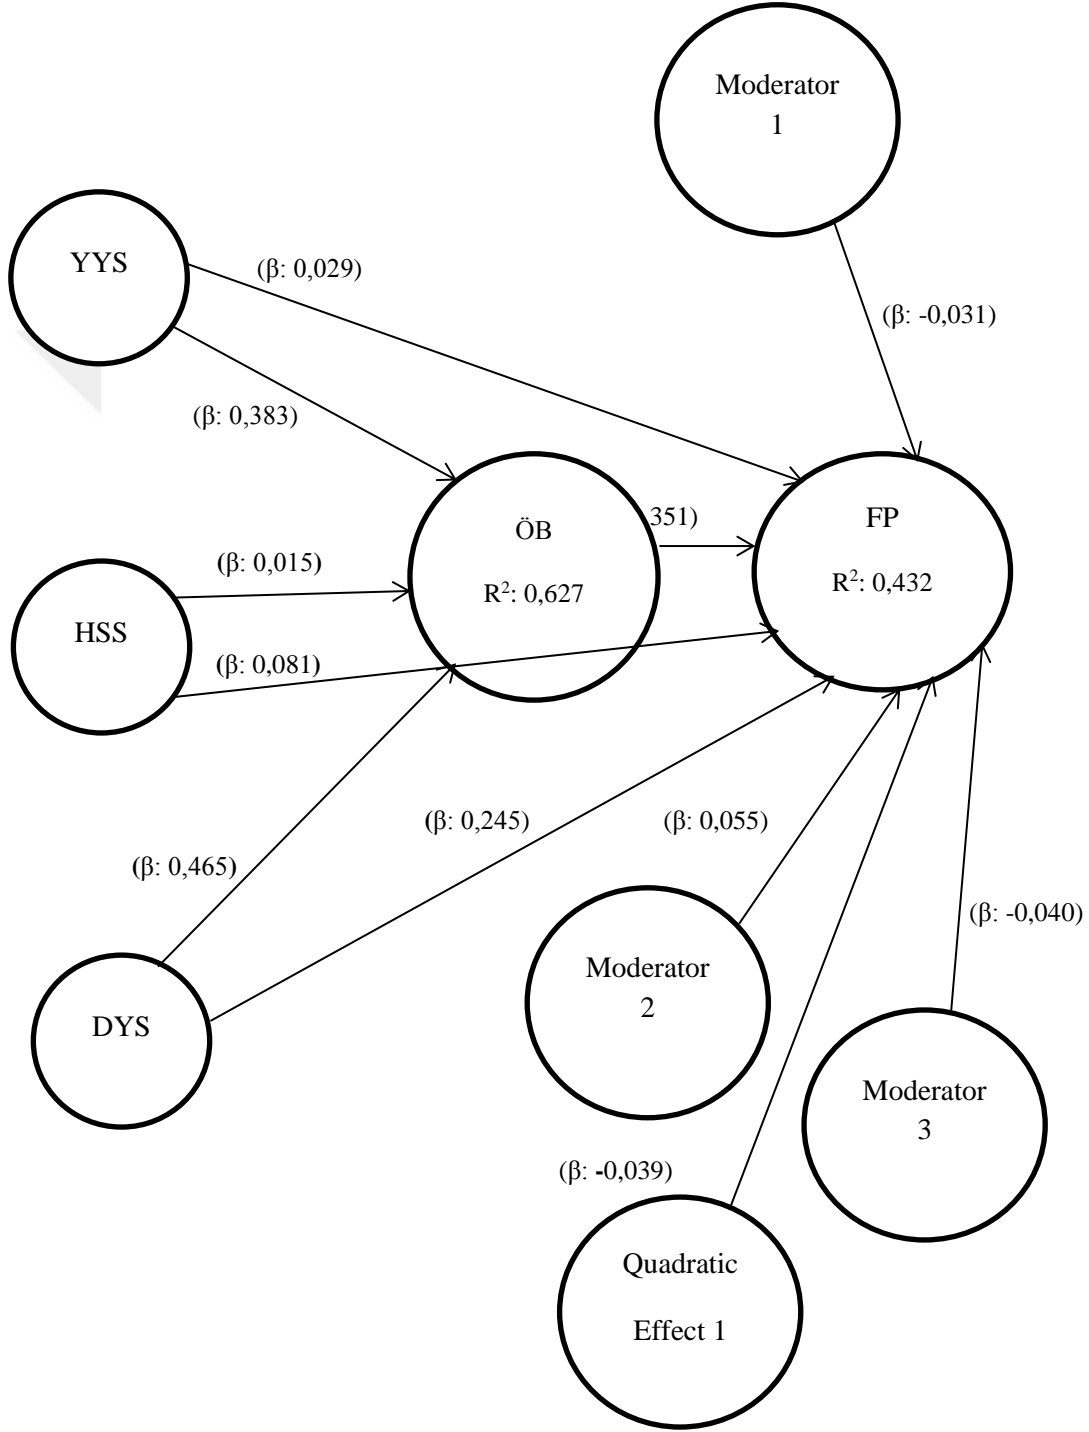 Moderator
1
YYS
(β: 0,029)
(β: -0,031)
(β: 0,383)
ÖB
R²: 0,627
351)
FP
R²: 0,432
(β: 0,015)
HSS
(β: 0,081)
(β: 0,245)
(β: 0,055)
(β: 0,465)
(β: -0,040)
DYS
Moderator
2
Moderator
3
(β: -0,039)
Quadratic
Effect 1